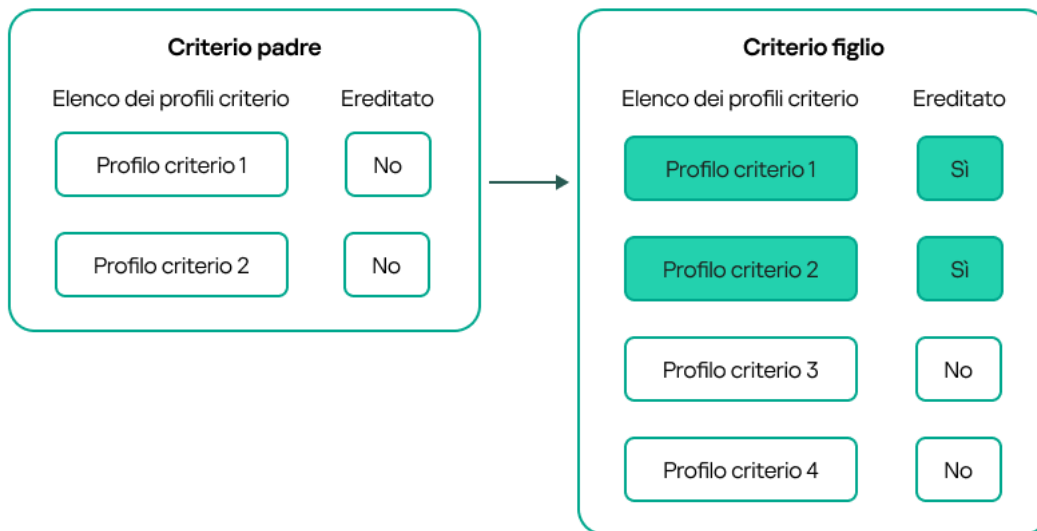 Criterio padre
Elenco dei profili criterio Ereditato
Profilo criterio 1 No
Profilo criterio 2 No
Criterio figlio
Elenco dei profili criterio Ereditato
Profilo criterio 1 Sì
Profilo criterio 2 Sì
Profilo criterio 3 No
Profilo criterio 4 No